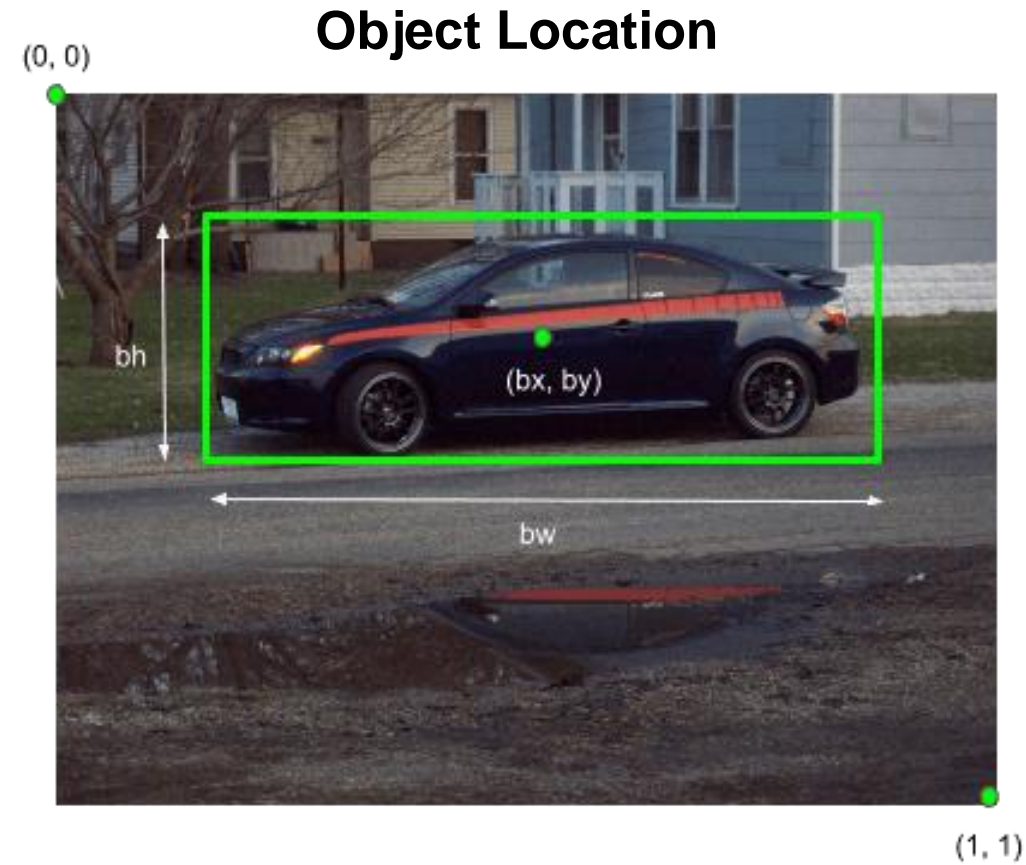 Object Location
(0, 0)
bh
(bx, by)
bw
(1, 1)